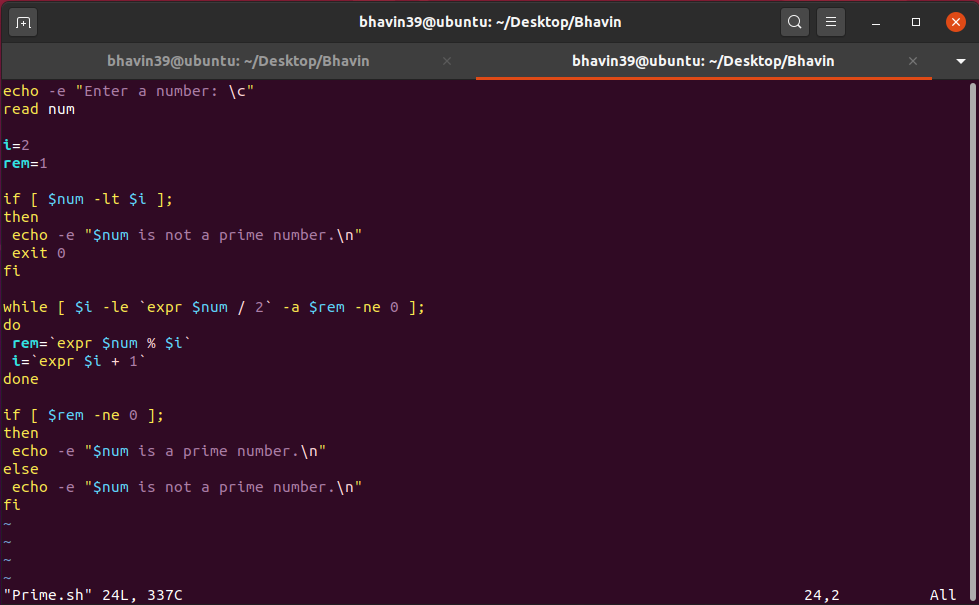 bhavin39@ubuntu: ~/Desktop/Bhavin
bhavin39@ubuntu: ~/Desktop/Bhavin × bhavin39@ubuntu: ~/Desktop/Bhavin ×
echo -e "Enter a number: \c"
read num

i=2
rem=1

if [ $num -lt $i ];
then
 echo -e "$num is not a prime number.\n"
 exit 0
fi

while [ $i -le `expr $num / 2` -a $rem -ne 0 ];
do
 rem=`expr $num % $i`
 i=`expr $i + 1`
done

if [ $rem -ne 0 ];
then
 echo -e "$num is a prime number.\n"
else
 echo -e "$num is not a prime number.\n"
fi
~
~
~
~
"Prime.sh" 24L, 337C 24,2 All